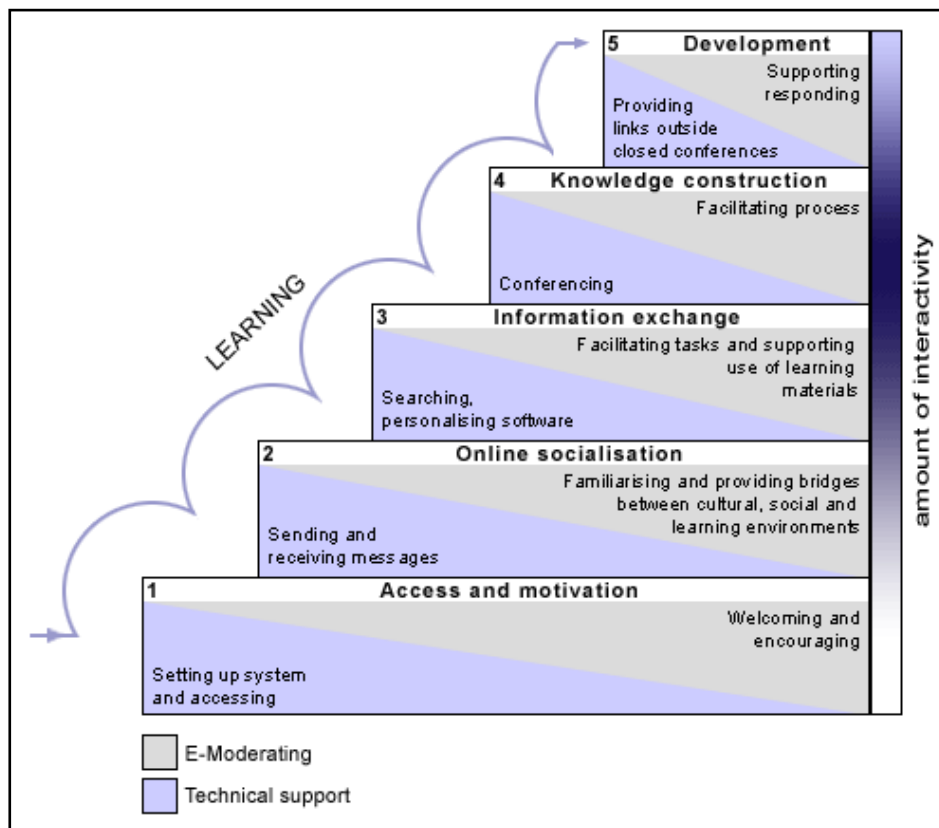 5 Development
Supporting
responding
Providing
links outside
closed conferences
4 Knowledge construction
Facilitating process
Conferencing
3 Information exchange
Facilitating tasks and supporting
use of learning
materials
Searching,
personalising software
2 Online socialisation
Familiarising and providing bridges
between cultural, social and
learning environments
Sending and
receiving messages
1 Access and motivation
Welcoming and
encouraging
Setting up system
and accessing
LEARNING
amount of interactivity
E-Moderating
Technical support